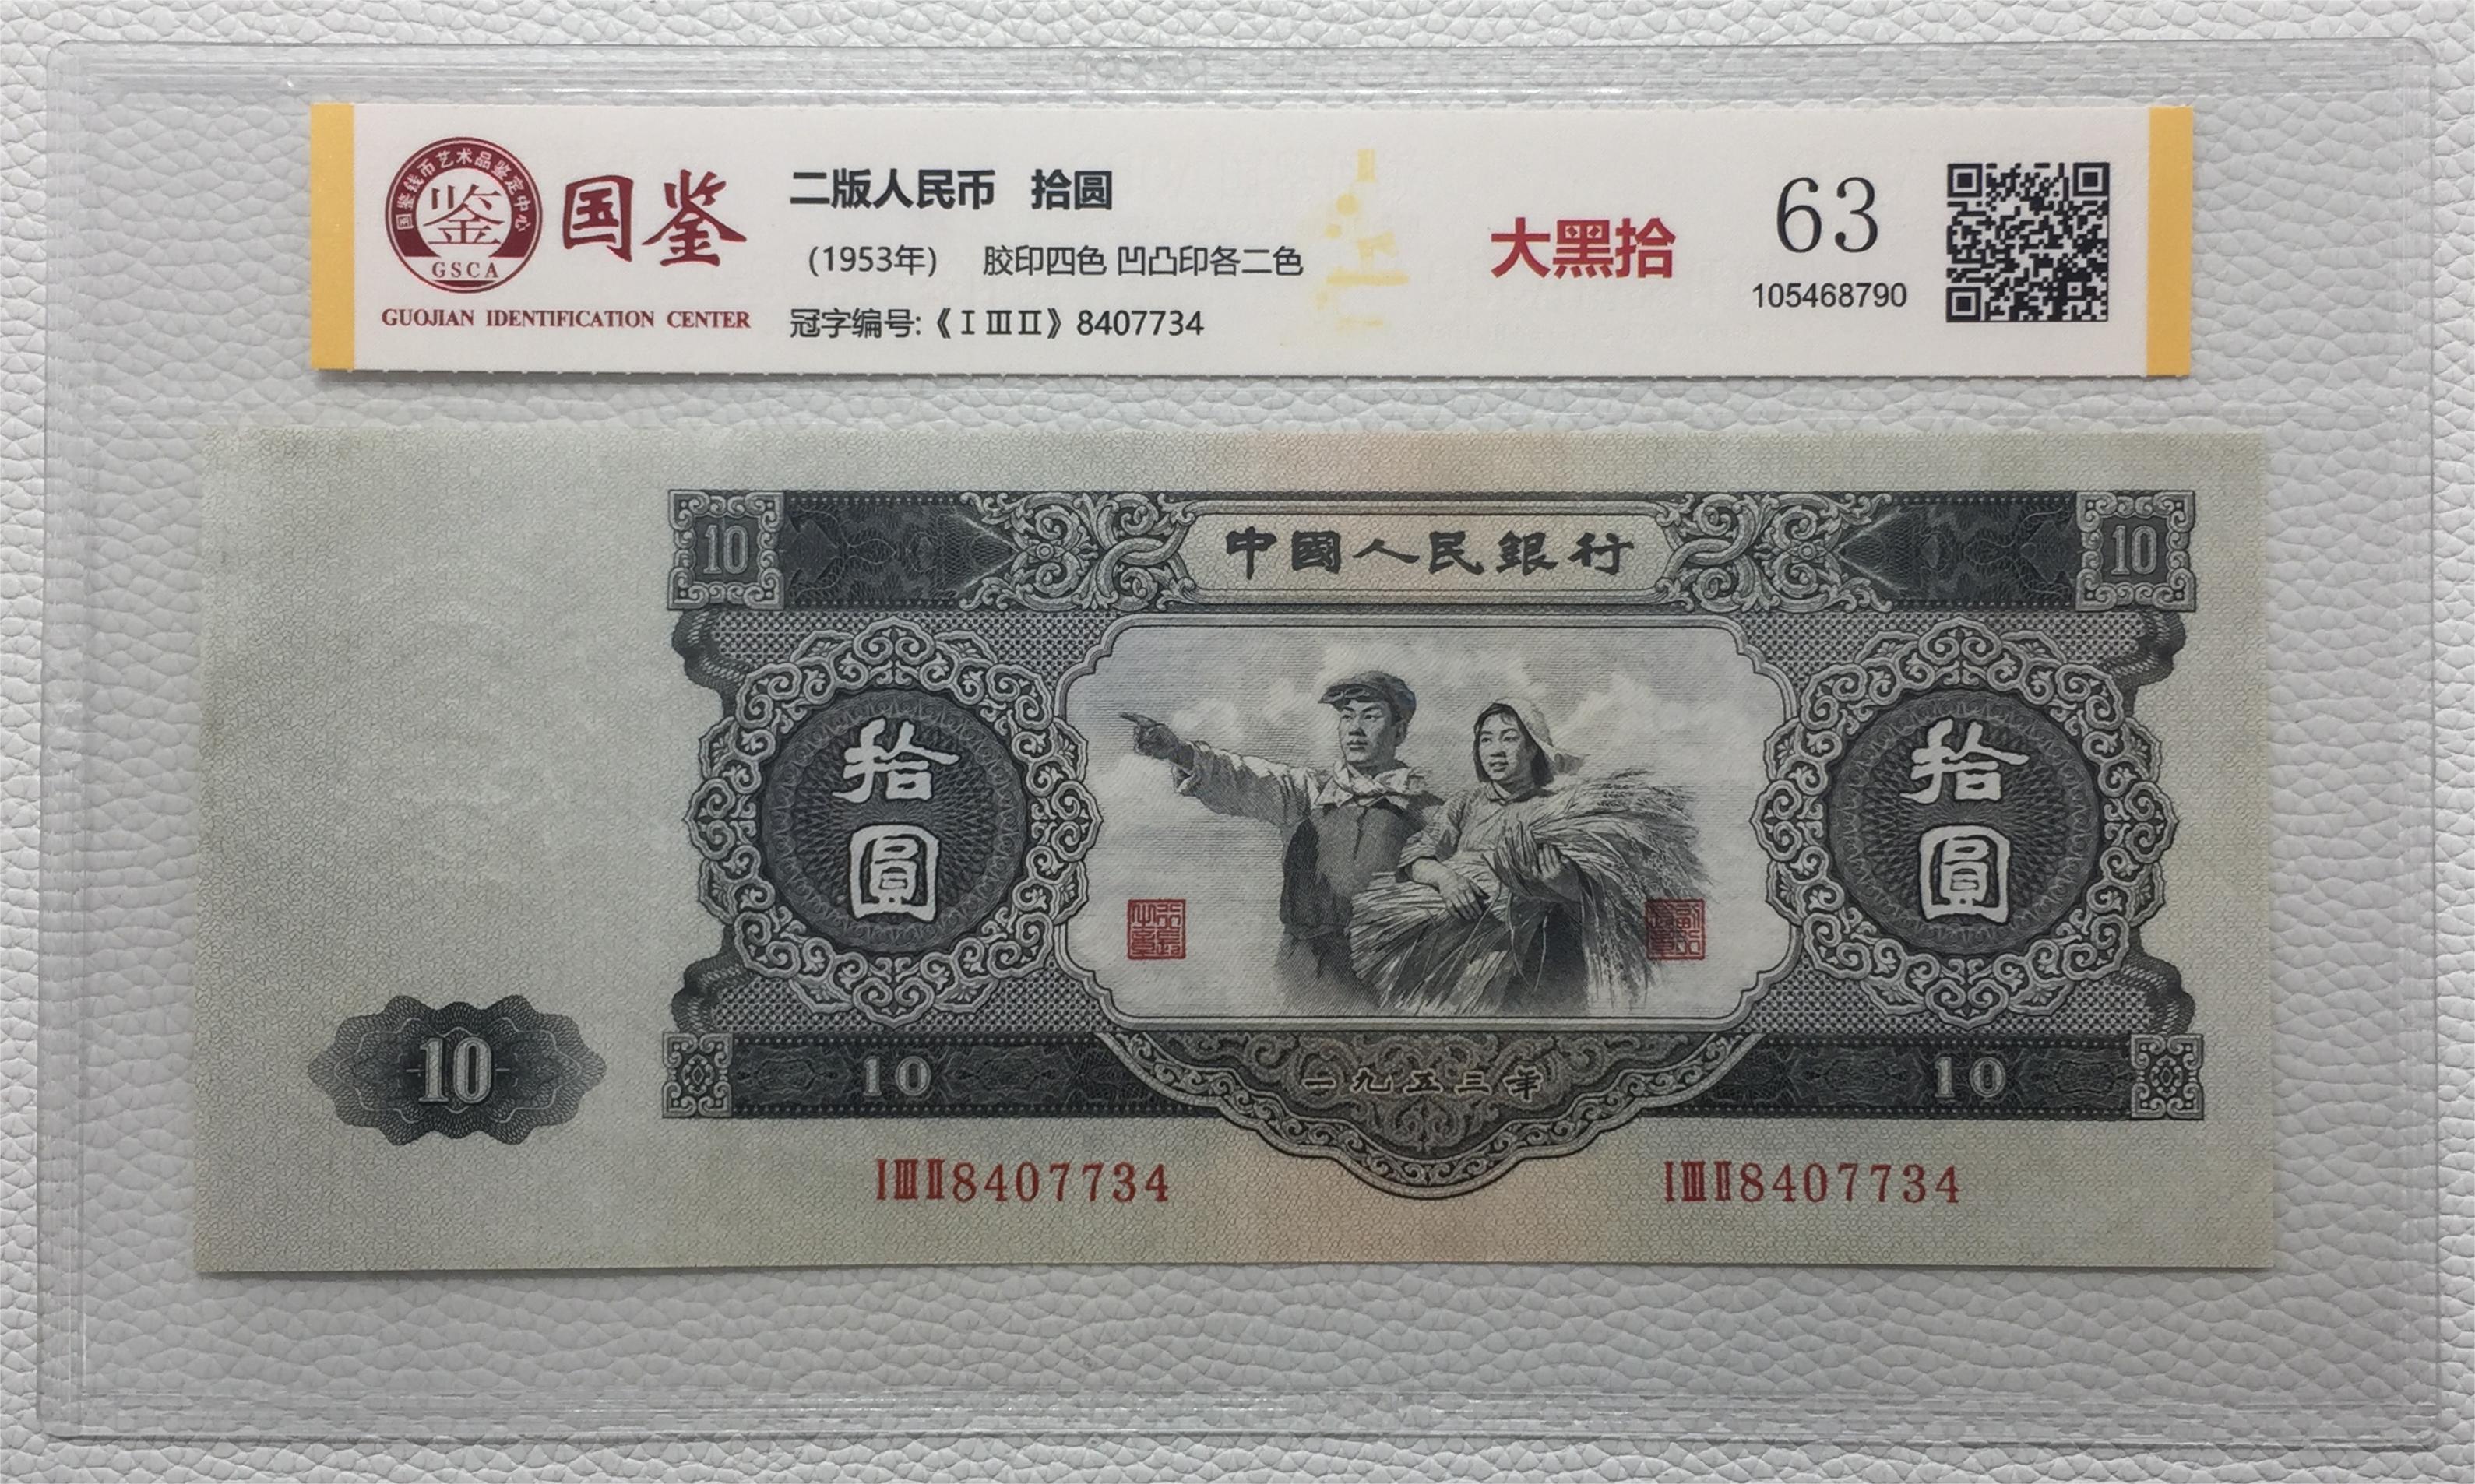 国鉴钱币艺术品鉴定中心
鉴
GSCA
国鉴
GUOJIAN IDENTIFICATION CENTER
二版人民币 拾圆
(1953年) 胶印四色 凹凸印各二色
冠字编号:《ⅠⅢⅡ》8407734
大黑拾
63
105468790
10
中國人民銀行
10
拾圓
拾圓
10
10
一九五三年
10
ⅠⅢⅡ8407734
ⅠⅢⅡ8407734